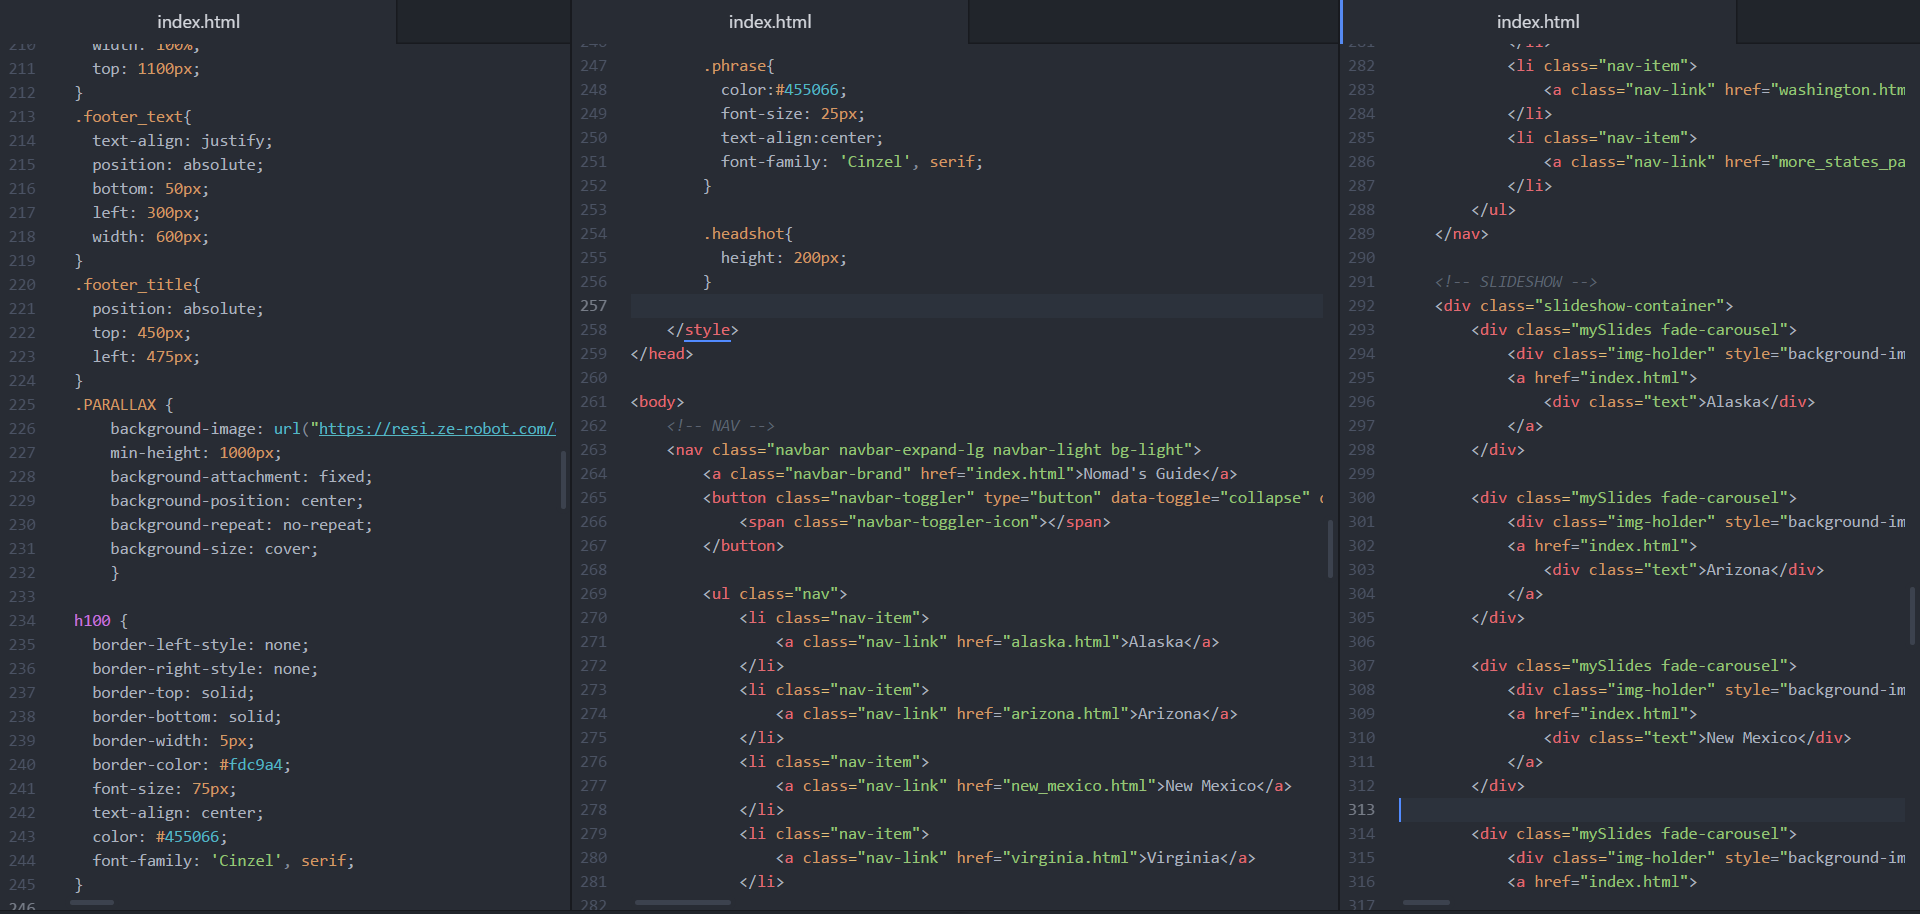 index.html
210 width: 100%;
211 top: 1100px;
212 }
213 .footer_text{
214 text-align: justify;
215 position: absolute;
216 bottom: 50px;
217 left: 300px;
218 width: 600px;
219 }
220 .footer_title{
221 position: absolute;
222 top: 450px;
223 left: 475px;
224 }
225 .PARALLAX {
226 background-image: url("https://resi.ze-robot.com/
227 min-height: 1000px;
228 background-attachment: fixed;
229 background-position: center;
230 background-repeat: no-repeat;
231 background-size: cover;
232 }
233
234 h100 {
235 border-left-style: none;
236 border-right-style: none;
237 border-top: solid;
238 border-bottom: solid;
239 border-width: 5px;
240 border-color: #fdc9a4;
241 font-size: 75px;
242 text-align: center;
243 color: #455066;
244 font-family: 'Cinzel', serif;
245 }
246
index.html
246
247 .phrase{
248 color:#455066;
249 font-size: 25px;
250 text-align:center;
251 font-family: 'Cinzel', serif;
252 }
253
254 .headshot{
255 height: 200px;
256 }
257
258 </style>
259 </head>
260
261 <body>
262 <!-- NAV -->
263 <nav class="navbar navbar-expand-lg navbar-light bg-light">
264 <a class="navbar-brand" href="index.html">Nomad's Guide</a>
265 <button class="navbar-toggler" type="button" data-toggle="collapse"
266 <span class="navbar-toggler-icon"></span>
267 </button>
268
269 <ul class="nav">
270 <li class="nav-item">
271 <a class="nav-link" href="alaska.html">Alaska</a>
272 </li>
273 <li class="nav-item">
274 <a class="nav-link" href="arizona.html">Arizona</a>
275 </li>
276 <li class="nav-item">
277 <a class="nav-link" href="new_mexico.html">New Mexico</a>
278 </li>
279 <li class="nav-item">
280 <a class="nav-link" href="virginia.html">Virginia</a>
281 </li>
282
index.html
281 </li>
282 <li class="nav-item">
283 <a class="nav-link" href="washington.htm
284 </li>
285 <li class="nav-item">
286 <a class="nav-link" href="more_states_pa
287 </li>
288 </ul>
289 </nav>
290
291 <!-- SLIDESHOW -->
292 <div class="slideshow-container">
293 <div class="mySlides fade-carousel">
294 <div class="img-holder" style="background-im
295 <a href="index.html">
296 <div class="text">Alaska</div>
297 </a>
298 </div>
299
300 <div class="mySlides fade-carousel">
301 <div class="img-holder" style="background-im
302 <a href="index.html">
303 <div class="text">Arizona</div>
304 </a>
305 </div>
306
307 <div class="mySlides fade-carousel">
308 <div class="img-holder" style="background-im
309 <a href="index.html">
310 <div class="text">New Mexico</div>
311 </a>
312 </div>
313
314 <div class="mySlides fade-carousel">
315 <div class="img-holder" style="background-im
316 <a href="index.html">
317